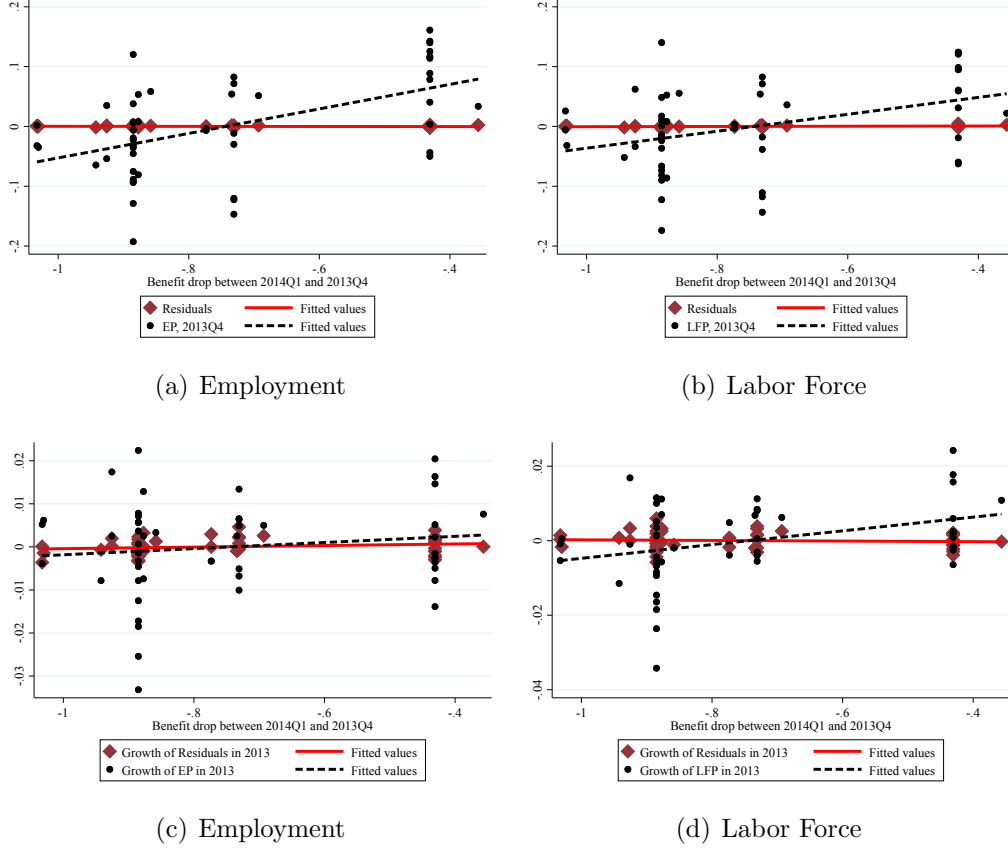 .2
.1
0
-.1
-.2
-1
-.8
-.6
-.4
Benefit drop between 2014Q1 and 2013Q4
Residuals
Fitted values
EP, 2013Q4
Fitted values
(a) Employment
.2
.1
0
-.1
-.2
-1
-.8
-.6
-.4
Benefit drop between 2014Q1 and 2013Q4
Residuals
Fitted values
LFP, 2013Q4
Fitted values
(b) Labor Force
.02
.01
0
-.01
-.02
-.03
-1
-.8
-.6
-.4
Benefit drop between 2014Q1 and 2013Q4
Growth of Residuals in 2013
Fitted values
Growth of EP in 2013
Fitted values
(c) Employment
.02
0
-.02
-.04
-1
-.8
-.6
-.4
Benefit drop between 2014Q1 and 2013Q4
Growth of Residuals in 2013
Fitted values
Growth of LFP in 2013
Fitted values
(d) Labor Force